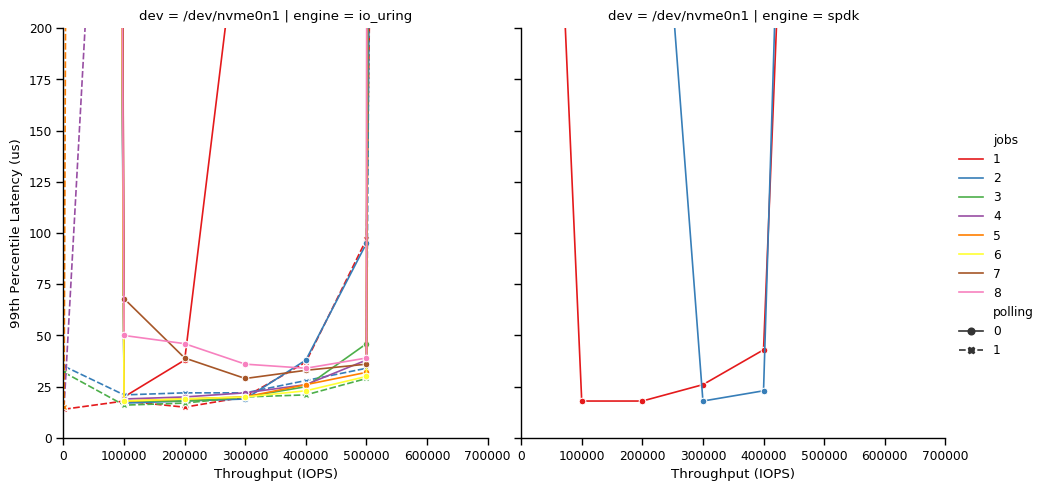 dev = /dev/nvme0n1 | engine = io_uring
dev = /dev/nvme0n1 | engine = spdk
99th Percentile Latency (us)
200
175
150
125
100
75
50
25
0
0 100000 200000 300000 400000 500000 600000 700000
Throughput (IOPS)
0 100000 200000 300000 400000 500000 600000 700000
Throughput (IOPS)
jobs
1
2
3
4
5
6
7
8
polling
0
1